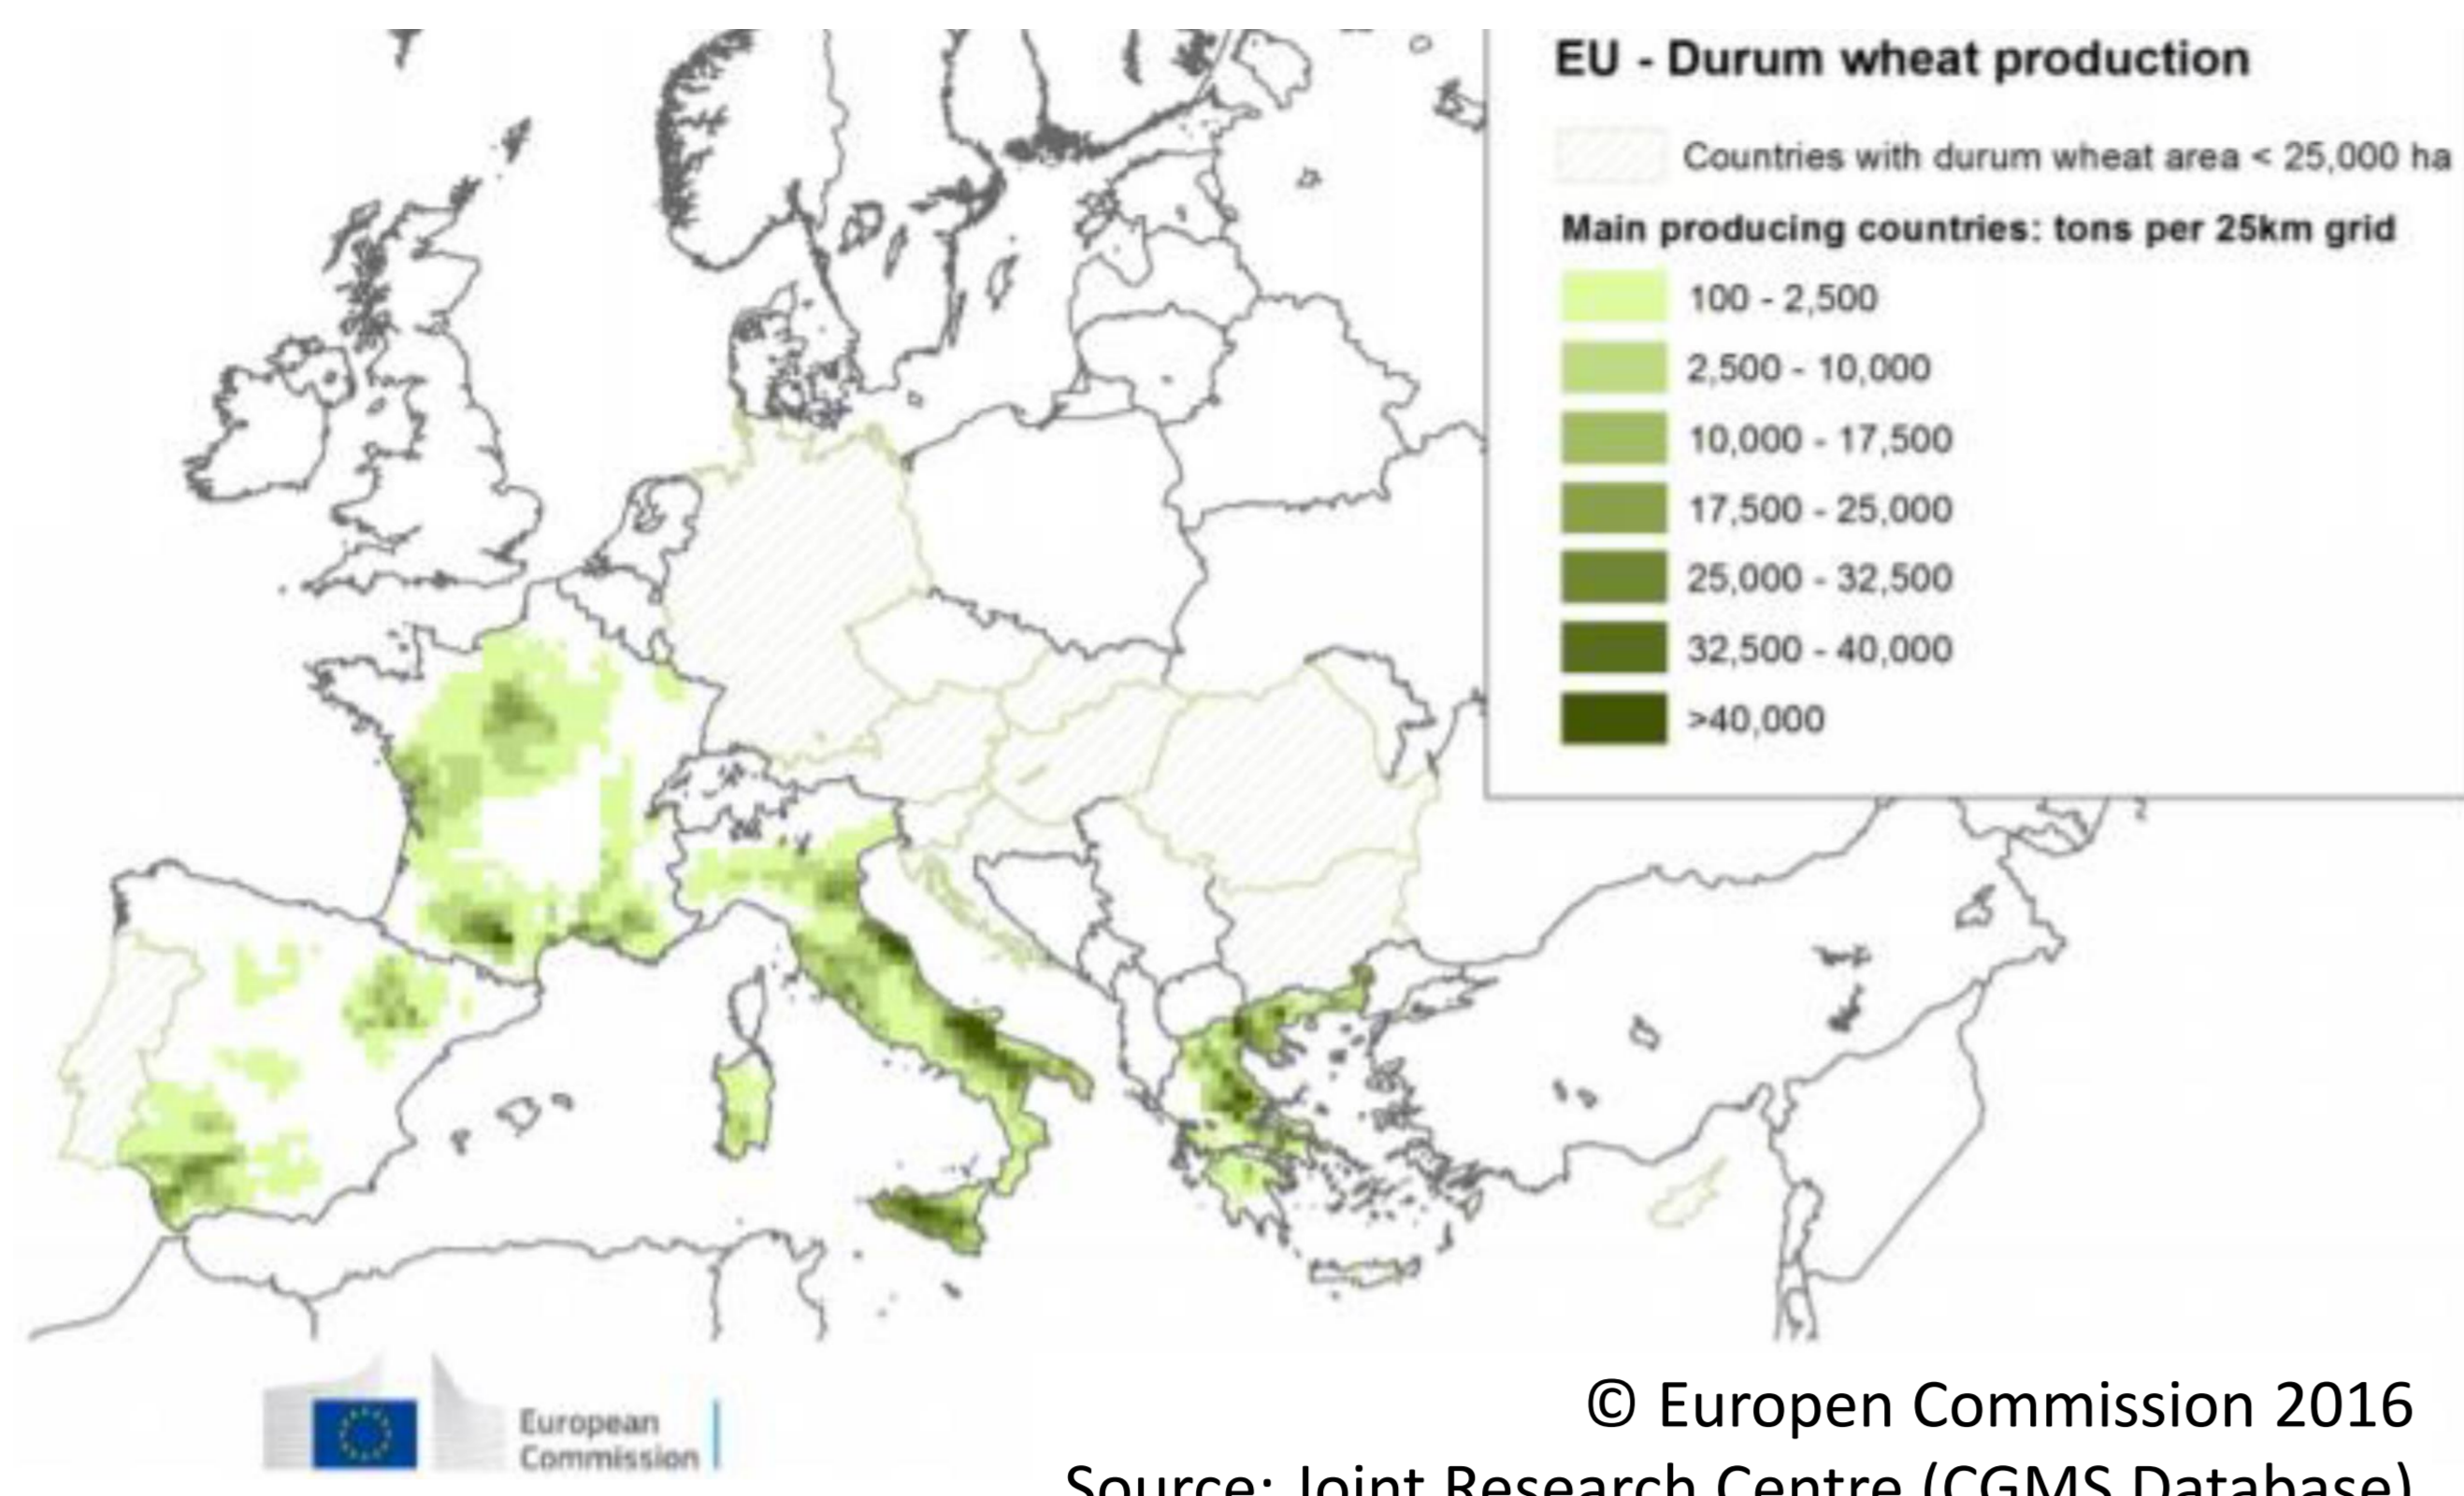 EU - Durum wheat production
Countries with durum wheat area < 25,000 ha
Main producing countries: tons per 25km grid
100 - 2,500
2,500 - 10,000
10,000 - 17,500
17,500 - 25,000
25,000 - 32,500
32,500 - 40,000
>40,000
European
Commission
© Europen Commission 2016
Source: Joint Research Centre (CGMS Database)